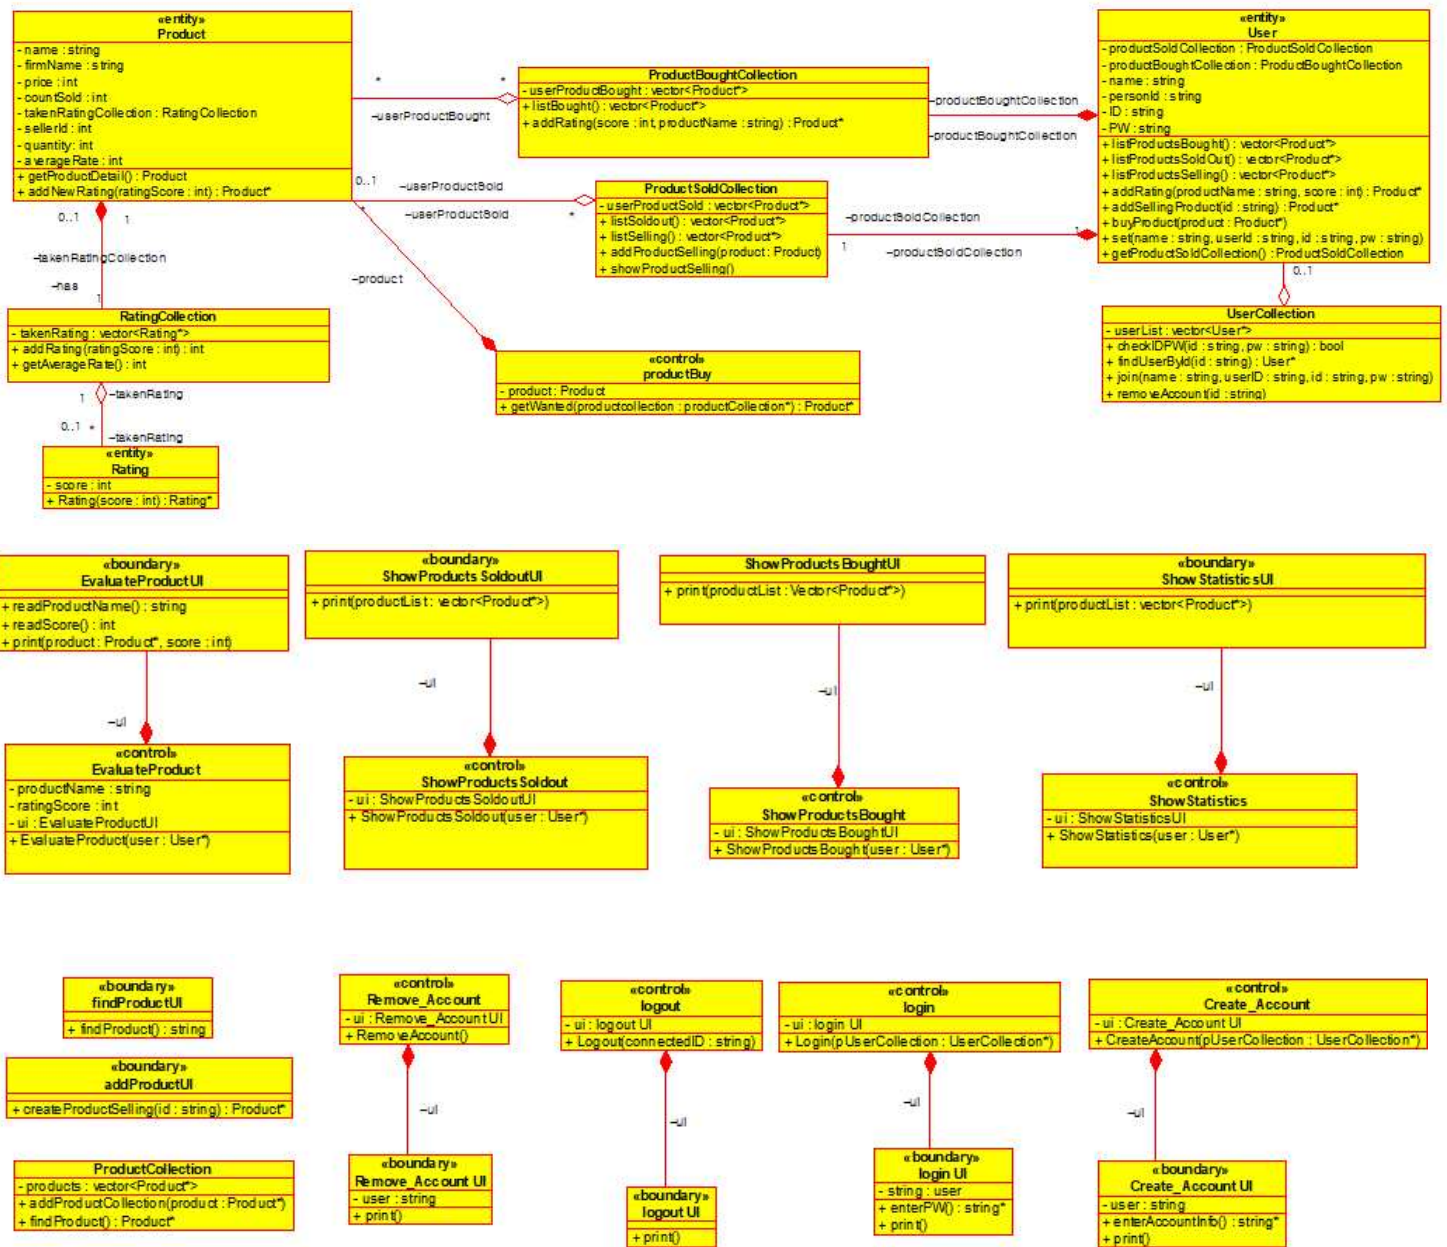 «entity»
Product
- name : string
- firmName : string
- price : int
- countSold : int
- takenRatingCollection : RatingCollection
- sellerId : int
- quantity: int
- averageRate : int
+ getProductDetail() : Product
+ addNewRating(ratingScore : int) : Product*
*
*
-userProductBought
ProductBoughtCollection
- userProductBought : vector<Product*>
+ listBought() : vector<Product*>
+ addRating(score : int, productName : string) : Product*
-productBoughtCollection
-productBoughtCollection
«entity»
User
- productSoldCollection : ProductSoldCollection
- productBoughtCollection : ProductBoughtCollection
- name : string
- personId : string
- ID : string
- PW : string
+ listProductsBought() : vector<Product*>
+ listProductsSoldOut() : vector<Product*>
+ listProductsSelling() : vector<Product*>
+ addRating(productName : string, score : int) : Product*
+ addSellingProduct(id : string) : Product*
+ buyProduct(product : Product*)
+ set(name : string, userId : string, id : string, pw : string)
+ getProductSoldCollection() : ProductSoldCollection
0..1
-userProductSold
-userProductSold
*
*
ProductSoldCollection
- userProductSold : vector<Product*>
+ listSoldout() : vector<Product*>
+ listSelling() : vector<Product*>
+ addProductSelling(product : Product)
+ showProductSelling()
-productSoldCollection
1
1
-productSoldCollection
0..1
1
-takenRatingCollection
-has
1
-product
0..1
RatingCollection
- takenRating : vector<Rating*>
+ addRating(ratingScore : int) : int
+ getAverageRate() : int
«control»
productBuy
- product : Product
+ getWanted(productcollection : productCollection*) : Product*
UserCollection
- userList : vector<User*>
+ checkIDPW(id : string, pw : string) : bool
+ findUserById(id : string) : User*
+ join(name : string, userID : string, id : string, pw : string)
+ removeAccount(id : string)
1
-takenRating
0..1
*
-takenRating
«entity»
Rating
- score : int
+ Rating(score : int) : Rating*
«boundary»
EvaluateProductUI
+ readProductName() : string
+ readScore() : int
+ print(product : Product*, score : int)
«boundary»
ShowProductsSoldoutUI
+ print(productList : vector<Product*>)
ShowProductsBoughtUI
+ print(productList : Vector<Product*>)
«boundary»
ShowStatisticsUI
+ print(productList : vector<Product*>)
-ui
-ui
-ui
-ui
«control»
EvaluateProduct
- productName : string
- ratingScore : int
- ui : EvaluateProductUI
+ EvaluateProduct(user : User*)
«control»
ShowProductsSoldout
- ui : ShowProductsSoldoutUI
+ ShowProductsSoldout(user : User*)
«control»
ShowProductsBought
- ui : ShowProductsBoughtUI
+ ShowProductsBought(user : User*)
«control»
ShowStatistics
- ui : ShowStatisticsUI
+ ShowStatistics(user : User*)
«boundary»
findProductUI
+ findProduct() : string
«boundary»
addProductUI
+ createProductSelling(id : string) : Product*
ProductCollection
- products : vector<Product*>
+ addProductCollection(product : Product*)
+ findProduct() : Product*
«control»
Remove_Account
- ui : Remove_Account UI
+ RemoveAccount()
-ui
«boundary»
Remove_Account UI
- user : string
+ print()
«control»
logout
- ui : logout UI
+ Logout(connectedID : string)
-ui
«boundary»
logout UI
+ print()
«control»
login
- ui : login UI
+ Login(pUserCollection : UserCollection*)
-ui
«boundary»
login UI
- string : user
+ enterPW() : string*
+ print()
«control»
Create_Account
- ui : Create_Account UI
+ CreateAccount(pUserCollection : UserCollection*)
-ui
«boundary»
Create_Account UI
- user : string
+ enterAccountInfo() : string*
+ print()